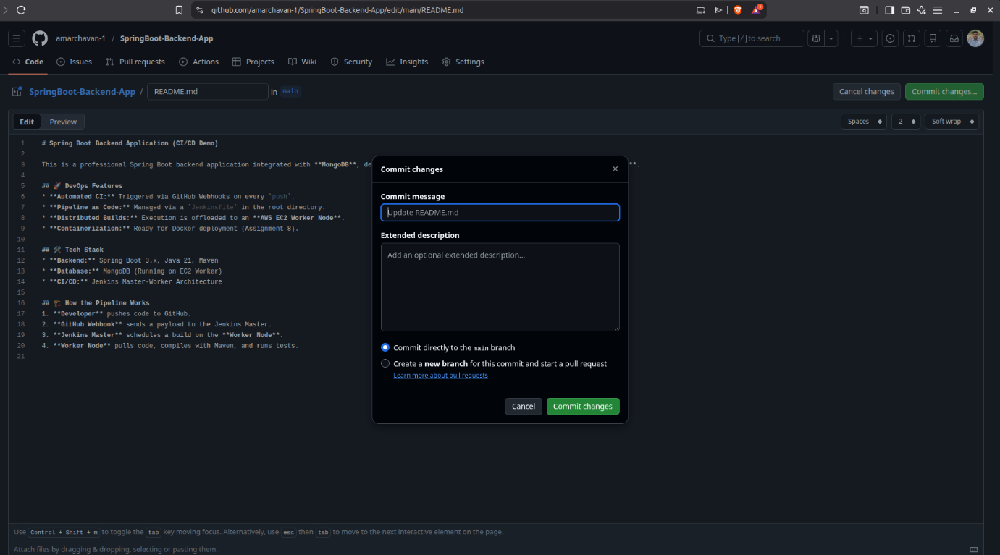 github.com/amarchavan-1/SpringBoot-Backend-App/edit/main/README.md
1
amarchavan-1 / SpringBoot-Backend-App
Type / to search
Code Issues Pull requests Actions Projects Wiki Security Insights Settings
SpringBoot-Backend-App / README.md in main
Cancel changes Commit changes...
Edit Preview
Spaces 2 Soft wrap
1 # Spring Boot Backend Application (CI/CD Demo)
2
3 This is a professional Spring Boot backend application integrated with **MongoDB**, de **.
4
5 ## 🚀 DevOps Features
6 * **Automated CI:** Triggered via GitHub Webhooks on every `push`.
7 * **Pipeline as Code:** Managed via a `Jenkinsfile` in the root directory.
8 * **Distributed Builds:** Execution is offloaded to an **AWS EC2 Worker Node**.
9 * **Containerization:** Ready for Docker deployment (Assignment 8).
10
11 ## 🛠️ Tech Stack
12 * **Backend:** Spring Boot 3.x, Java 21, Maven
13 * **Database:** MongoDB (Running on EC2 Worker)
14 * **CI/CD:** Jenkins Master-Worker Architecture
15
16 ## 🏗️ How the Pipeline Works
17 1. **Developer** pushes code to GitHub.
18 2. **GitHub Webhook** sends a payload to the Jenkins Master.
19 3. **Jenkins Master** schedules a build on the **Worker Node**.
20 4. **Worker Node** pulls code, compiles with Maven, and runs tests.
21
Commit changes
Commit message
Update README.md
Extended description
Add an optional extended description...
Commit directly to the main branch
Create a new branch for this commit and start a pull request
Learn more about pull requests
Cancel Commit changes
Use Control + Shift + m to toggle the tab key moving focus. Alternatively, use esc then tab to move to the next interactive element on the page.
Attach files by dragging & dropping, selecting or pasting them.